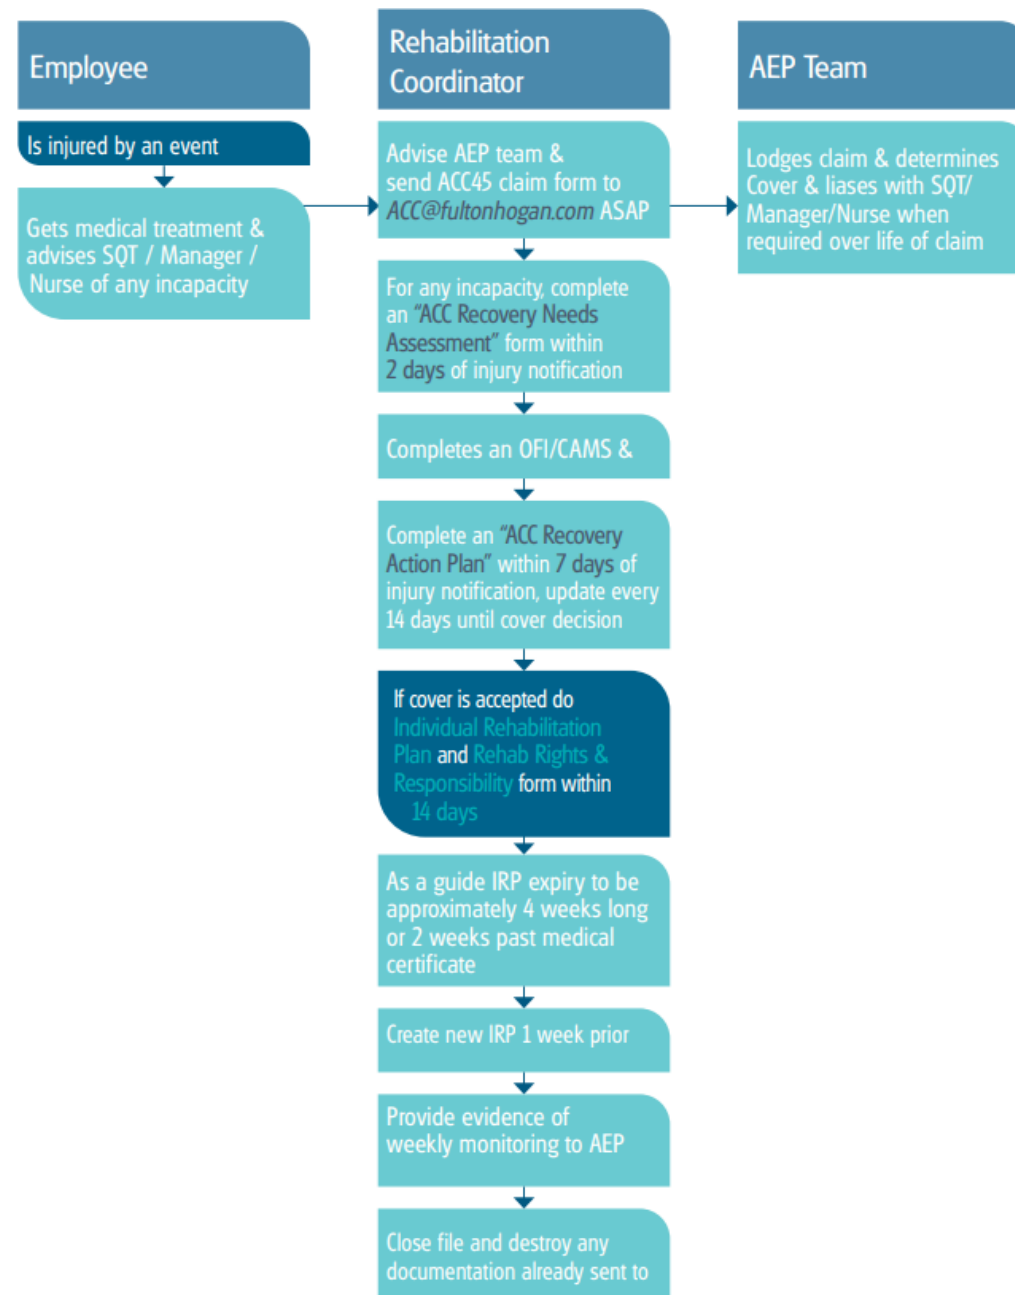 Employee
Is injured by an event
Gets medical treatment &
advises SQT / Manager /
Nurse of any incapacity
Rehabilitation
Coordinator
Advise AEP team &
send ACC45 claim form to
ACC@fultonhogan.com ASAP
For any incapacity, complete
an “ACC Recovery Needs
Assessment” form within
2 days of injury notification
Completes an OFI/CAMS &
Complete an “ACC Recovery
Action Plan” within 7 days of
injury notification, update every
14 days until cover decision
If cover is accepted do
Individual Rehabilitation
Plan and Rehab Rights &
Responsibility form within
14 days
As a guide IRP expiry to be
approximately 4 weeks long
or 2 weeks past medical
certificate
Create new IRP 1 week prior
Provide evidence of
weekly monitoring to AEP
Close file and destroy any
documentation already sent to
AEP Team
Lodges claim & determines
Cover & liases with SQT/
Manager/Nurse when
required over life of claim